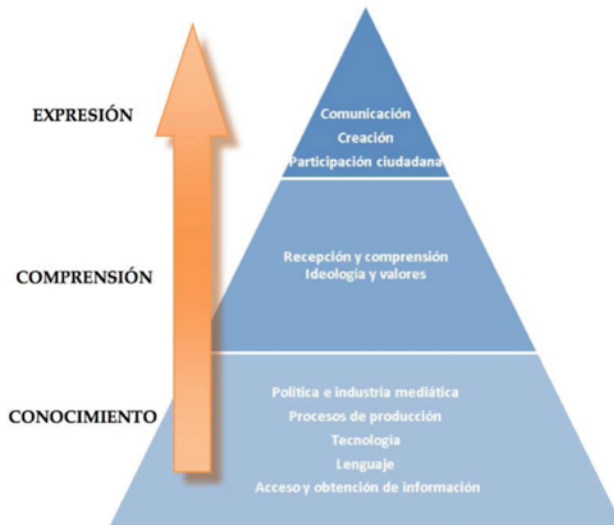 EXPRESIÓN
Comunicación
Creación
Participación ciudadana
COMPRENSIÓN
Recepción y comprensión
Ideología y valores
CONOCIMIENTO
Política e industria mediática
Procesos de producción
Tecnología
Lenguaje
Acceso y obtención de información